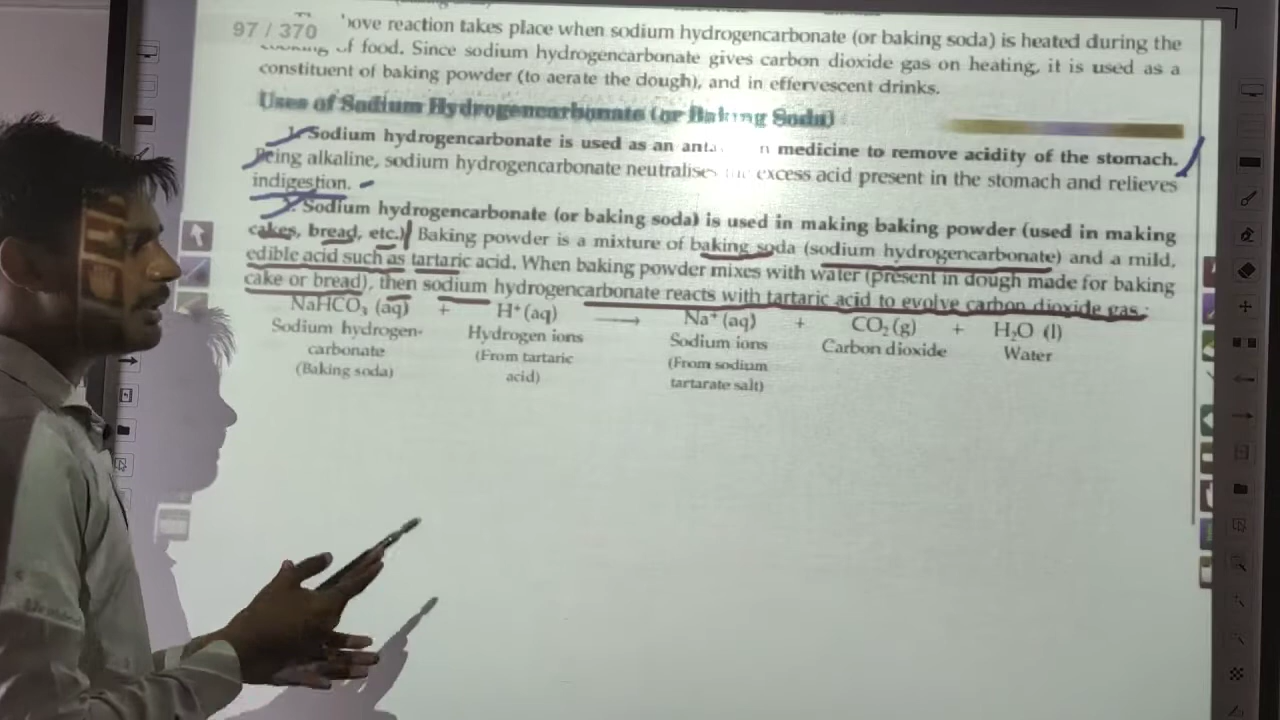 97 / 370
ove reaction takes place when sodium hydrogencarbonate (or baking soda) is heated during the
of food. Since sodium hydrogencarbonate gives carbon dioxide gas on heating, it is used as a
constituent of baking powder (to aerate the dough), and in effervescent drinks.
Uses of Sodium Hydrogencarbonate (or Baking Soda)
1. Sodium hydrogencarbonate is used as an anta n medicine to remove acidity of the stomach.
Being alkaline, sodium hydrogencarbonate neutralises excess acid present in the stomach and relieves
indigestion.
Sodium hydrogencarbonate (or baking soda) is used in making baking powder (used in making
cakes, bread, etc.) Baking powder is a mixture of baking soda (sodium hydrogencarbonate) and a mild,
edible acid such as tartaric acid. When baking powder mixes with water (present in dough made for baking
cake or bread), then sodium hydrogencarbonate reacts with tartaric acid to evolve carbon dioxide gas :
NaHCO₃ (aq) + H⁺(aq) ⟶ Na⁺ (aq) + CO₂(g) + H₂O (l)
Sodium hydrogen- Hydrogen ions Sodium ions Carbon dioxide Water
carbonate (From tartaric (From sodium
(Baking soda) acid) tartarate salt)